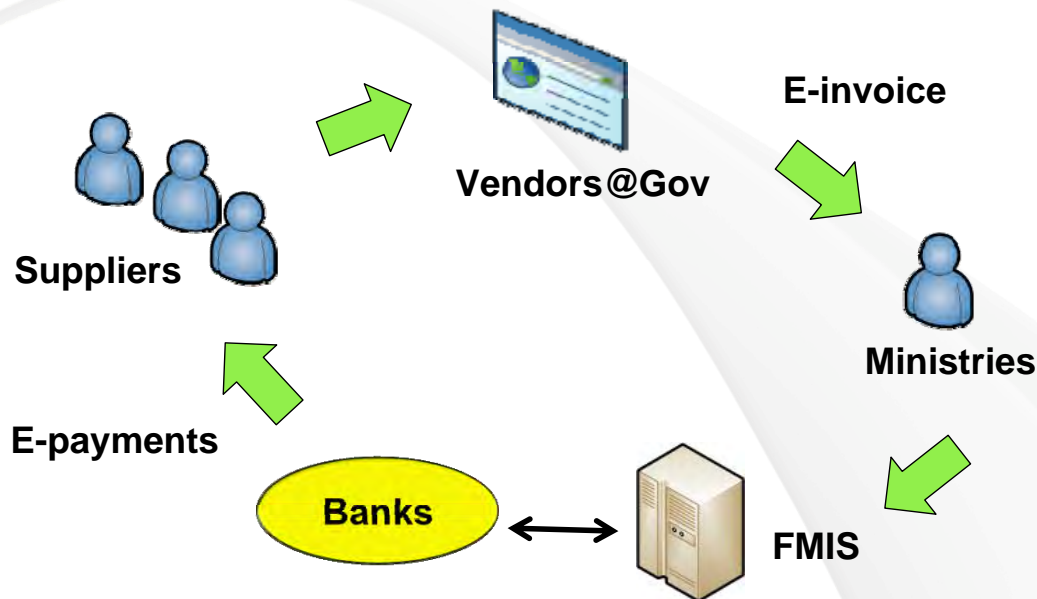 E-invoice
Vendors@Gov
Suppliers
Ministries
E-payments
Banks
FMIS